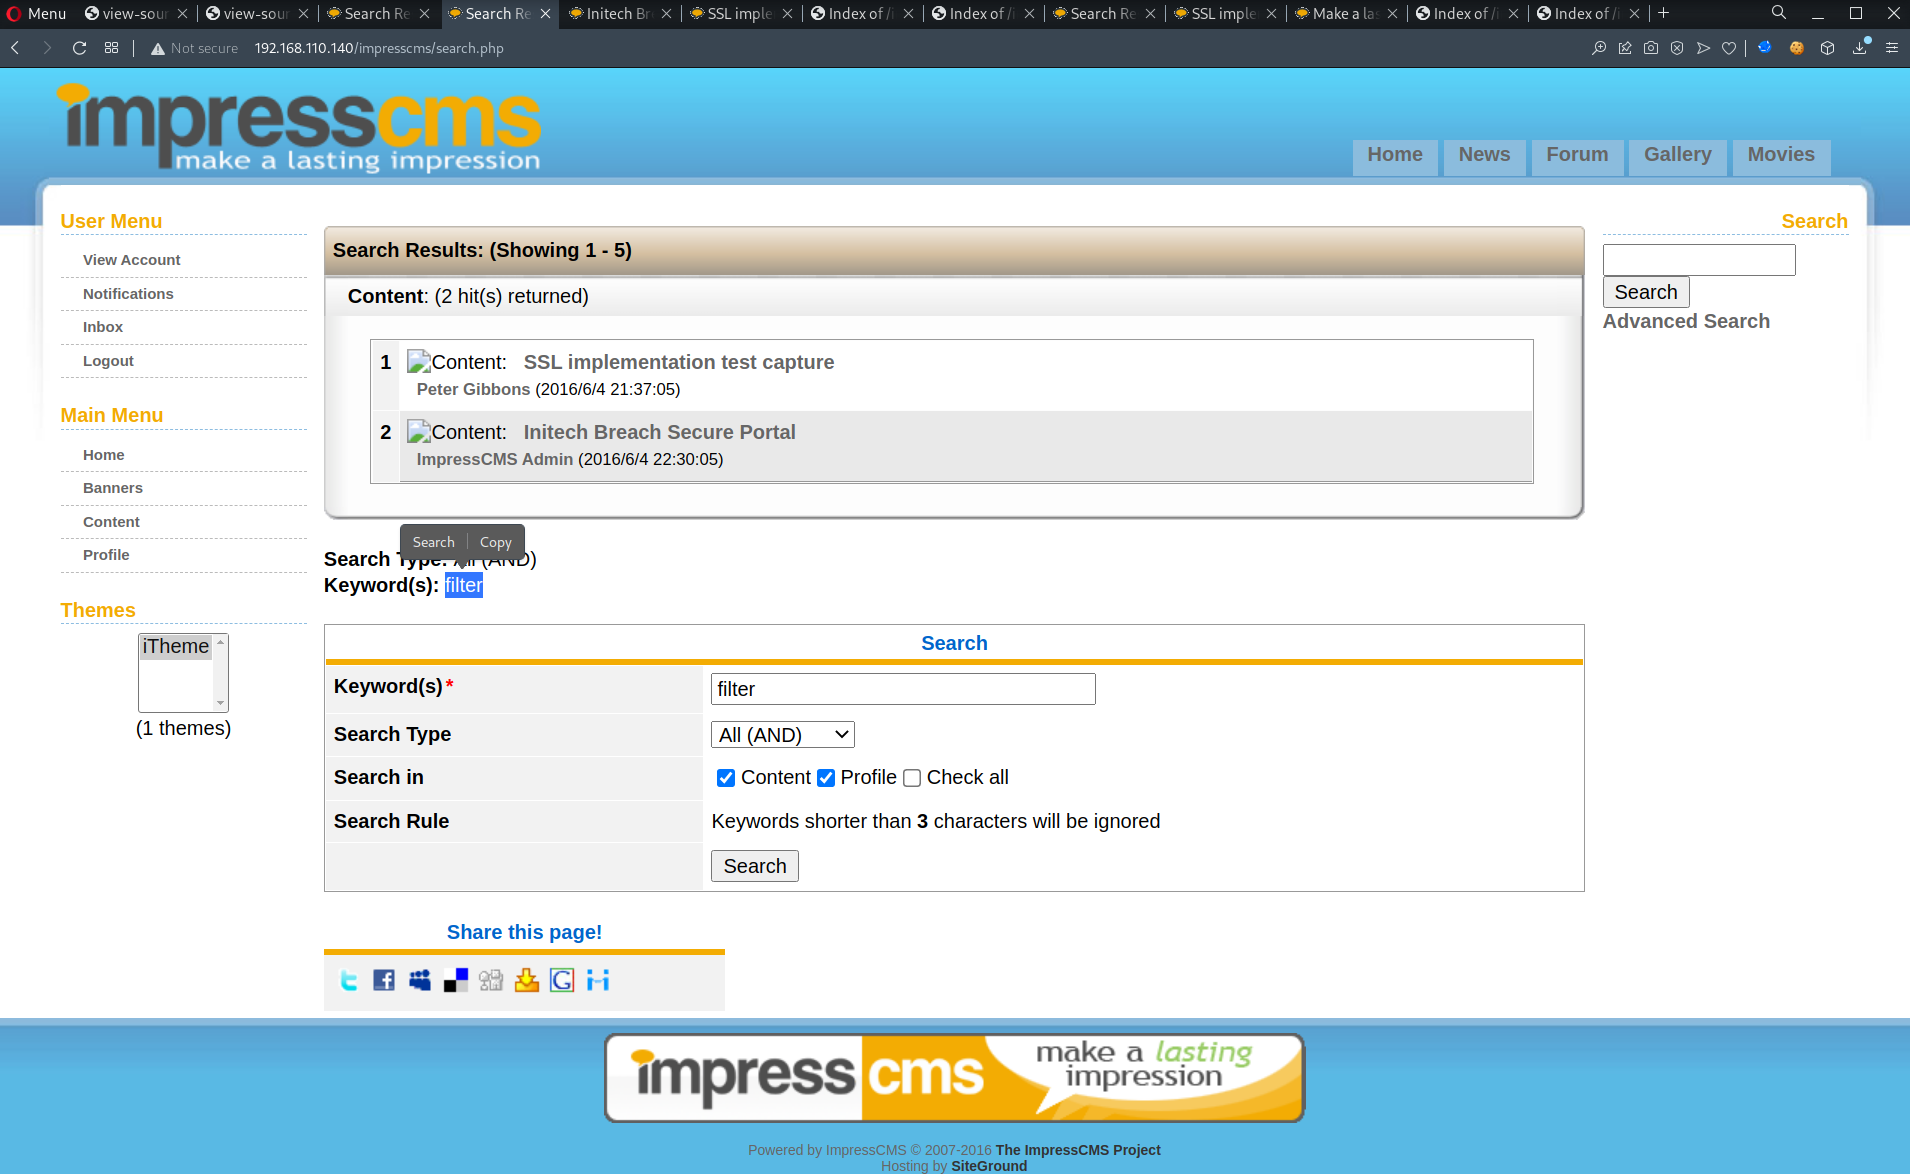 Menu
view-sour
view-sour
Search Re
Search Re
Initech Br
SSL imple
Index of /i
Index of /i
Search Re
SSL imple
Make a las
Index of /i
Index of /i
Not secure 192.168.110.140/impresscms/search.php
impresscms
make a lasting impression
Home News Forum Gallery Movies
User Menu
View Account
Notifications
Inbox
Logout
Main Menu
Home
Banners
Content
Profile
Themes
iTheme
(1 themes)
Search Results: (Showing 1 - 5)
Content: (2 hit(s) returned)
1 Content: SSL implementation test capture
Peter Gibbons (2016/6/4 21:37:05)
2 Content: Initech Breach Secure Portal
ImpressCMS Admin (2016/6/4 22:30:05)
Search Copy
Search Type: All (AND)
Keyword(s): filter
Search
Keyword(s)* filter
Search Type All (AND)
Search in Content Profile Check all
Search Rule Keywords shorter than 3 characters will be ignored
Search
Share this page!
Search
Search
Advanced Search
impresscms make a lasting
impression
Powered by ImpressCMS © 2007-2016 The ImpressCMS Project
Hosting by SiteGround